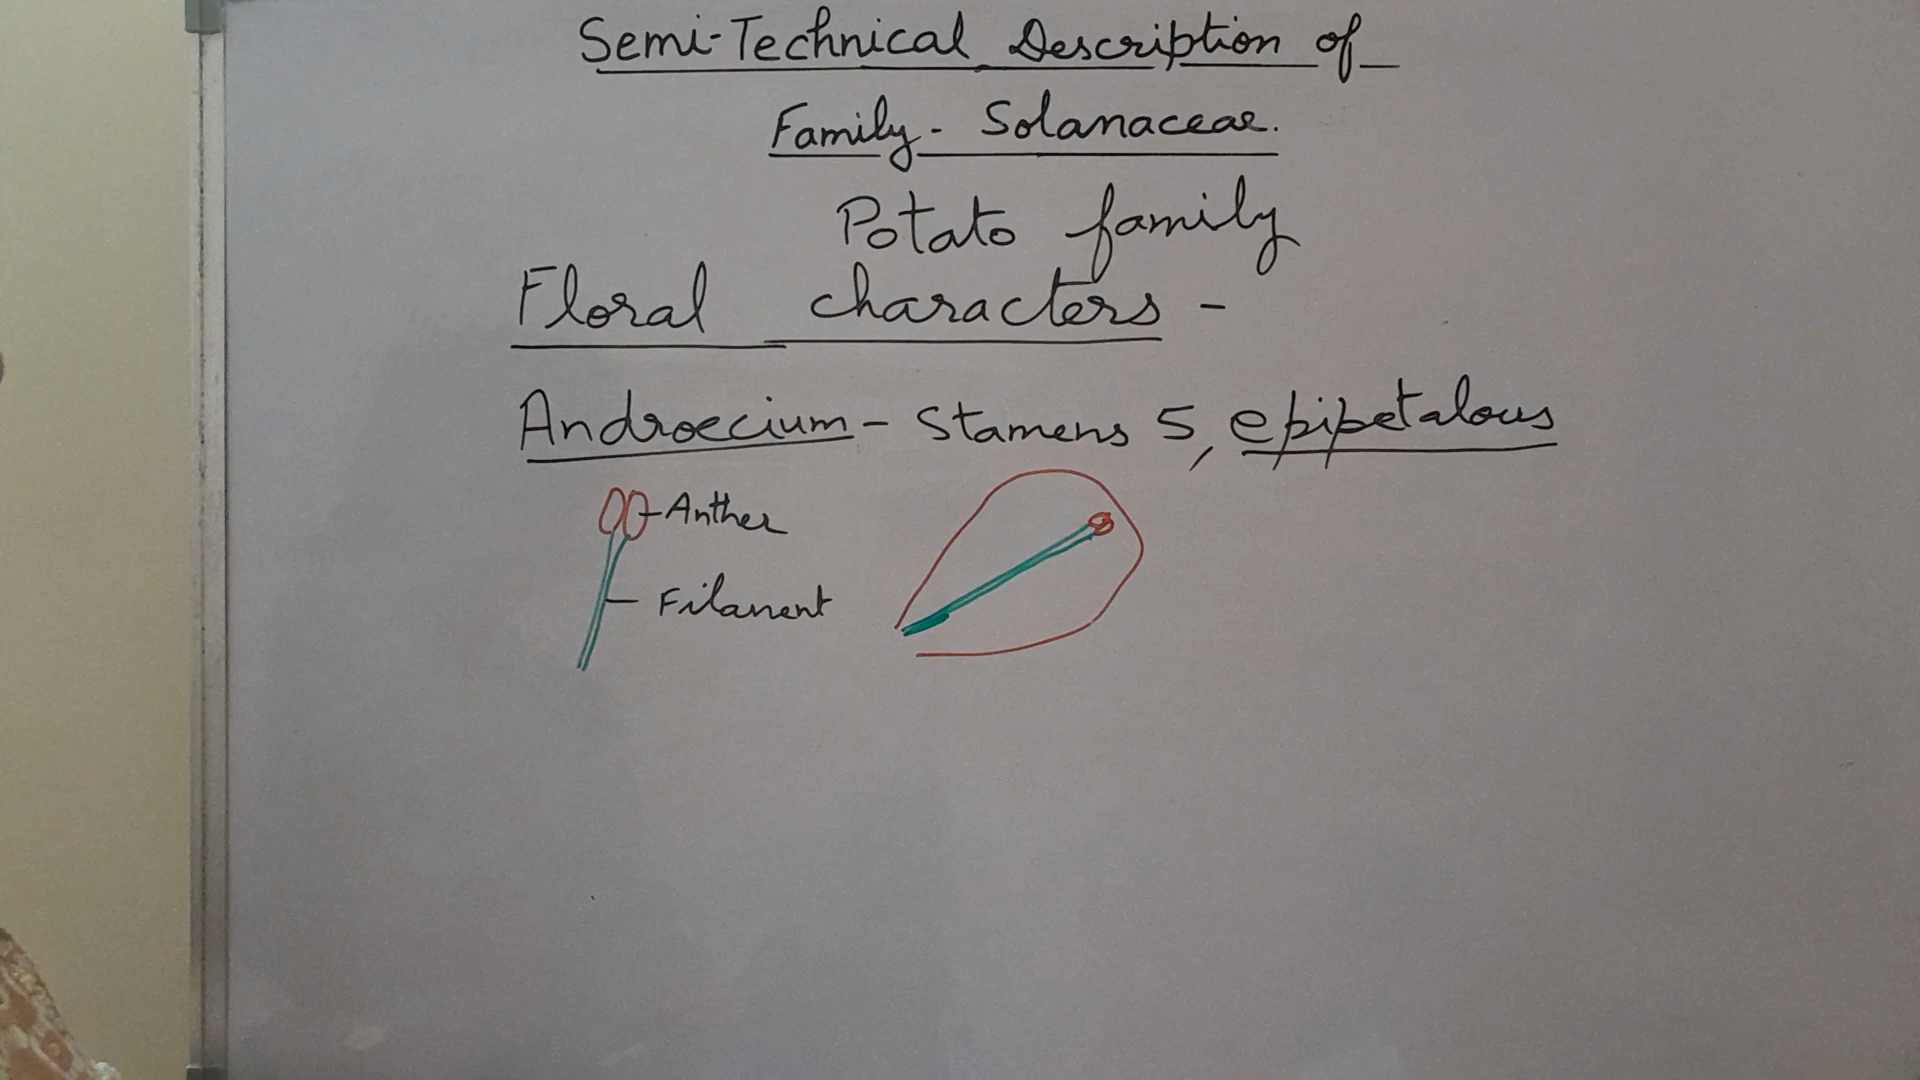 Semi-Technical Description of
Family - Solanaceae.
Potato family
Floral characters -
Androecium - Stamens 5, epipetalous
Anther
Filament